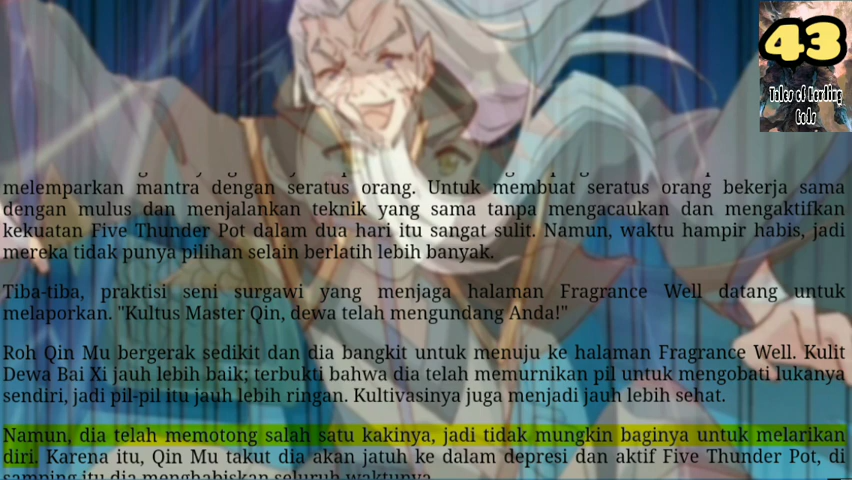 43
Tales of Herding
Gods
melemparkan mantra dengan seratus orang. Untuk membuat seratus orang bekerja sama
dengan mulus dan menjalankan teknik yang sama tanpa mengacaukan dan mengaktifkan
kekuatan Five Thunder Pot dalam dua hari itu sangat sulit. Namun, waktu hampir habis, jadi
mereka tidak punya pilihan selain berlatih lebih banyak.
Tiba-tiba, praktisi seni surgawi yang menjaga halaman Fragrance Well datang untuk
melaporkan. "Kultus Master Qin, dewa telah mengundang Anda!"
Roh Qin Mu bergerak sedikit dan dia bangkit untuk menuju ke halaman Fragrance Well. Kulit
Dewa Bai Xi jauh lebih baik; terbukti bahwa dia telah memurnikan pil untuk mengobati lukanya
sendiri, jadi pil-pil itu jauh lebih ringan. Kultivasinya juga menjadi jauh lebih sehat.
Namun, dia telah memotong salah satu kakinya, jadi tidak mungkin baginya untuk melarikan
diri. Karena itu, Qin Mu takut dia akan jatuh ke dalam depresi dan aktif Five Thunder Pot, di
samping itu dia menghabiskan seluruh waktunya